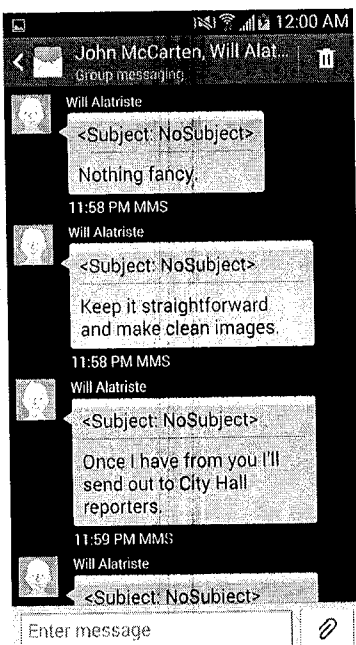 12:00 AM
John McCarten, Will Alat...
Group messaging
Will Alatriste
<Subject: NoSubject>
Nothing fancy.
11:58 PM MMS
Will Alatriste
<Subject: NoSubject>
Keep it straightforward
and make clean images.
11:58 PM MMS
Will Alatriste
<Subject: NoSubject>
Once I have from you I'll
send out to City Hall
reporters.
11:59 PM MMS
Will Alatriste
<Subject: NoSubject>
Enter message